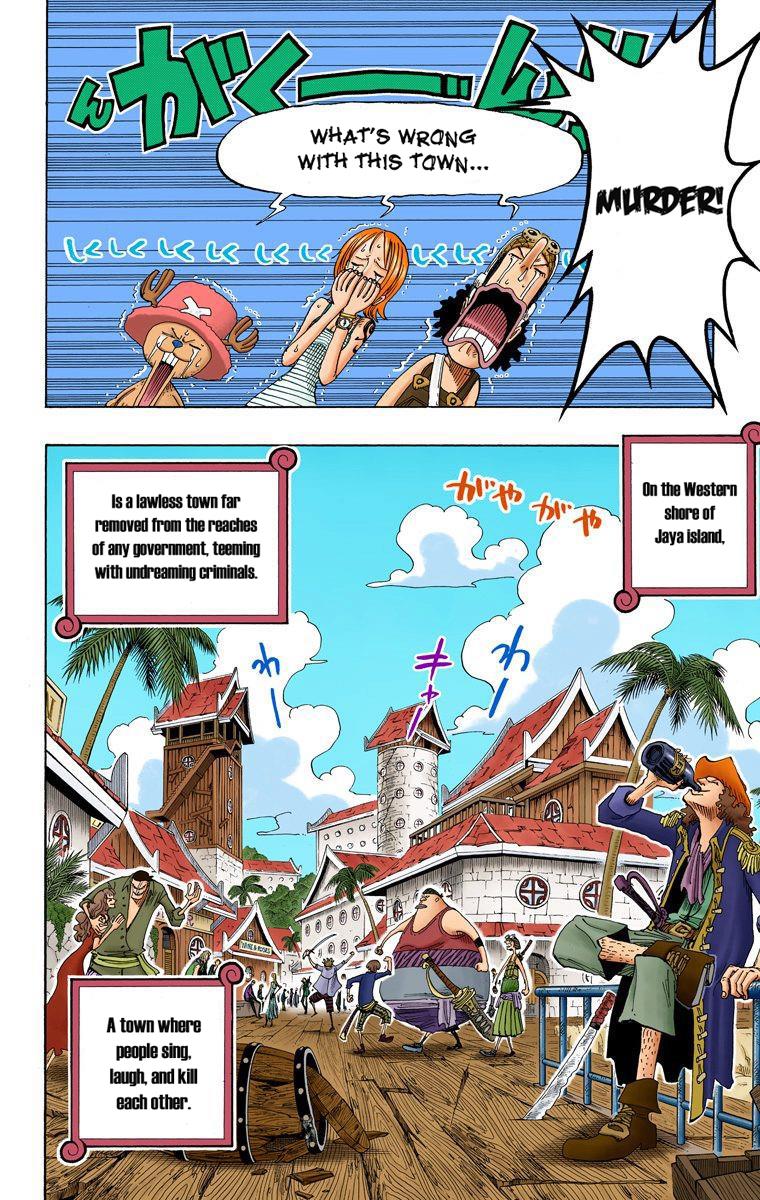 MURDER!
んがくーーん
WHAT'S WRONG
WITH THIS TOWN...
しくしくしくしくしくしくしくしく
On the Western
shore of
Jaya island,
がやがや
Is a lawless town far
removed from the reaches
of any government, teeming
with undreaming criminals.
わー
キャー
わー
WINE & ROSES
A town where
people sing,
laugh, and kill
each other.